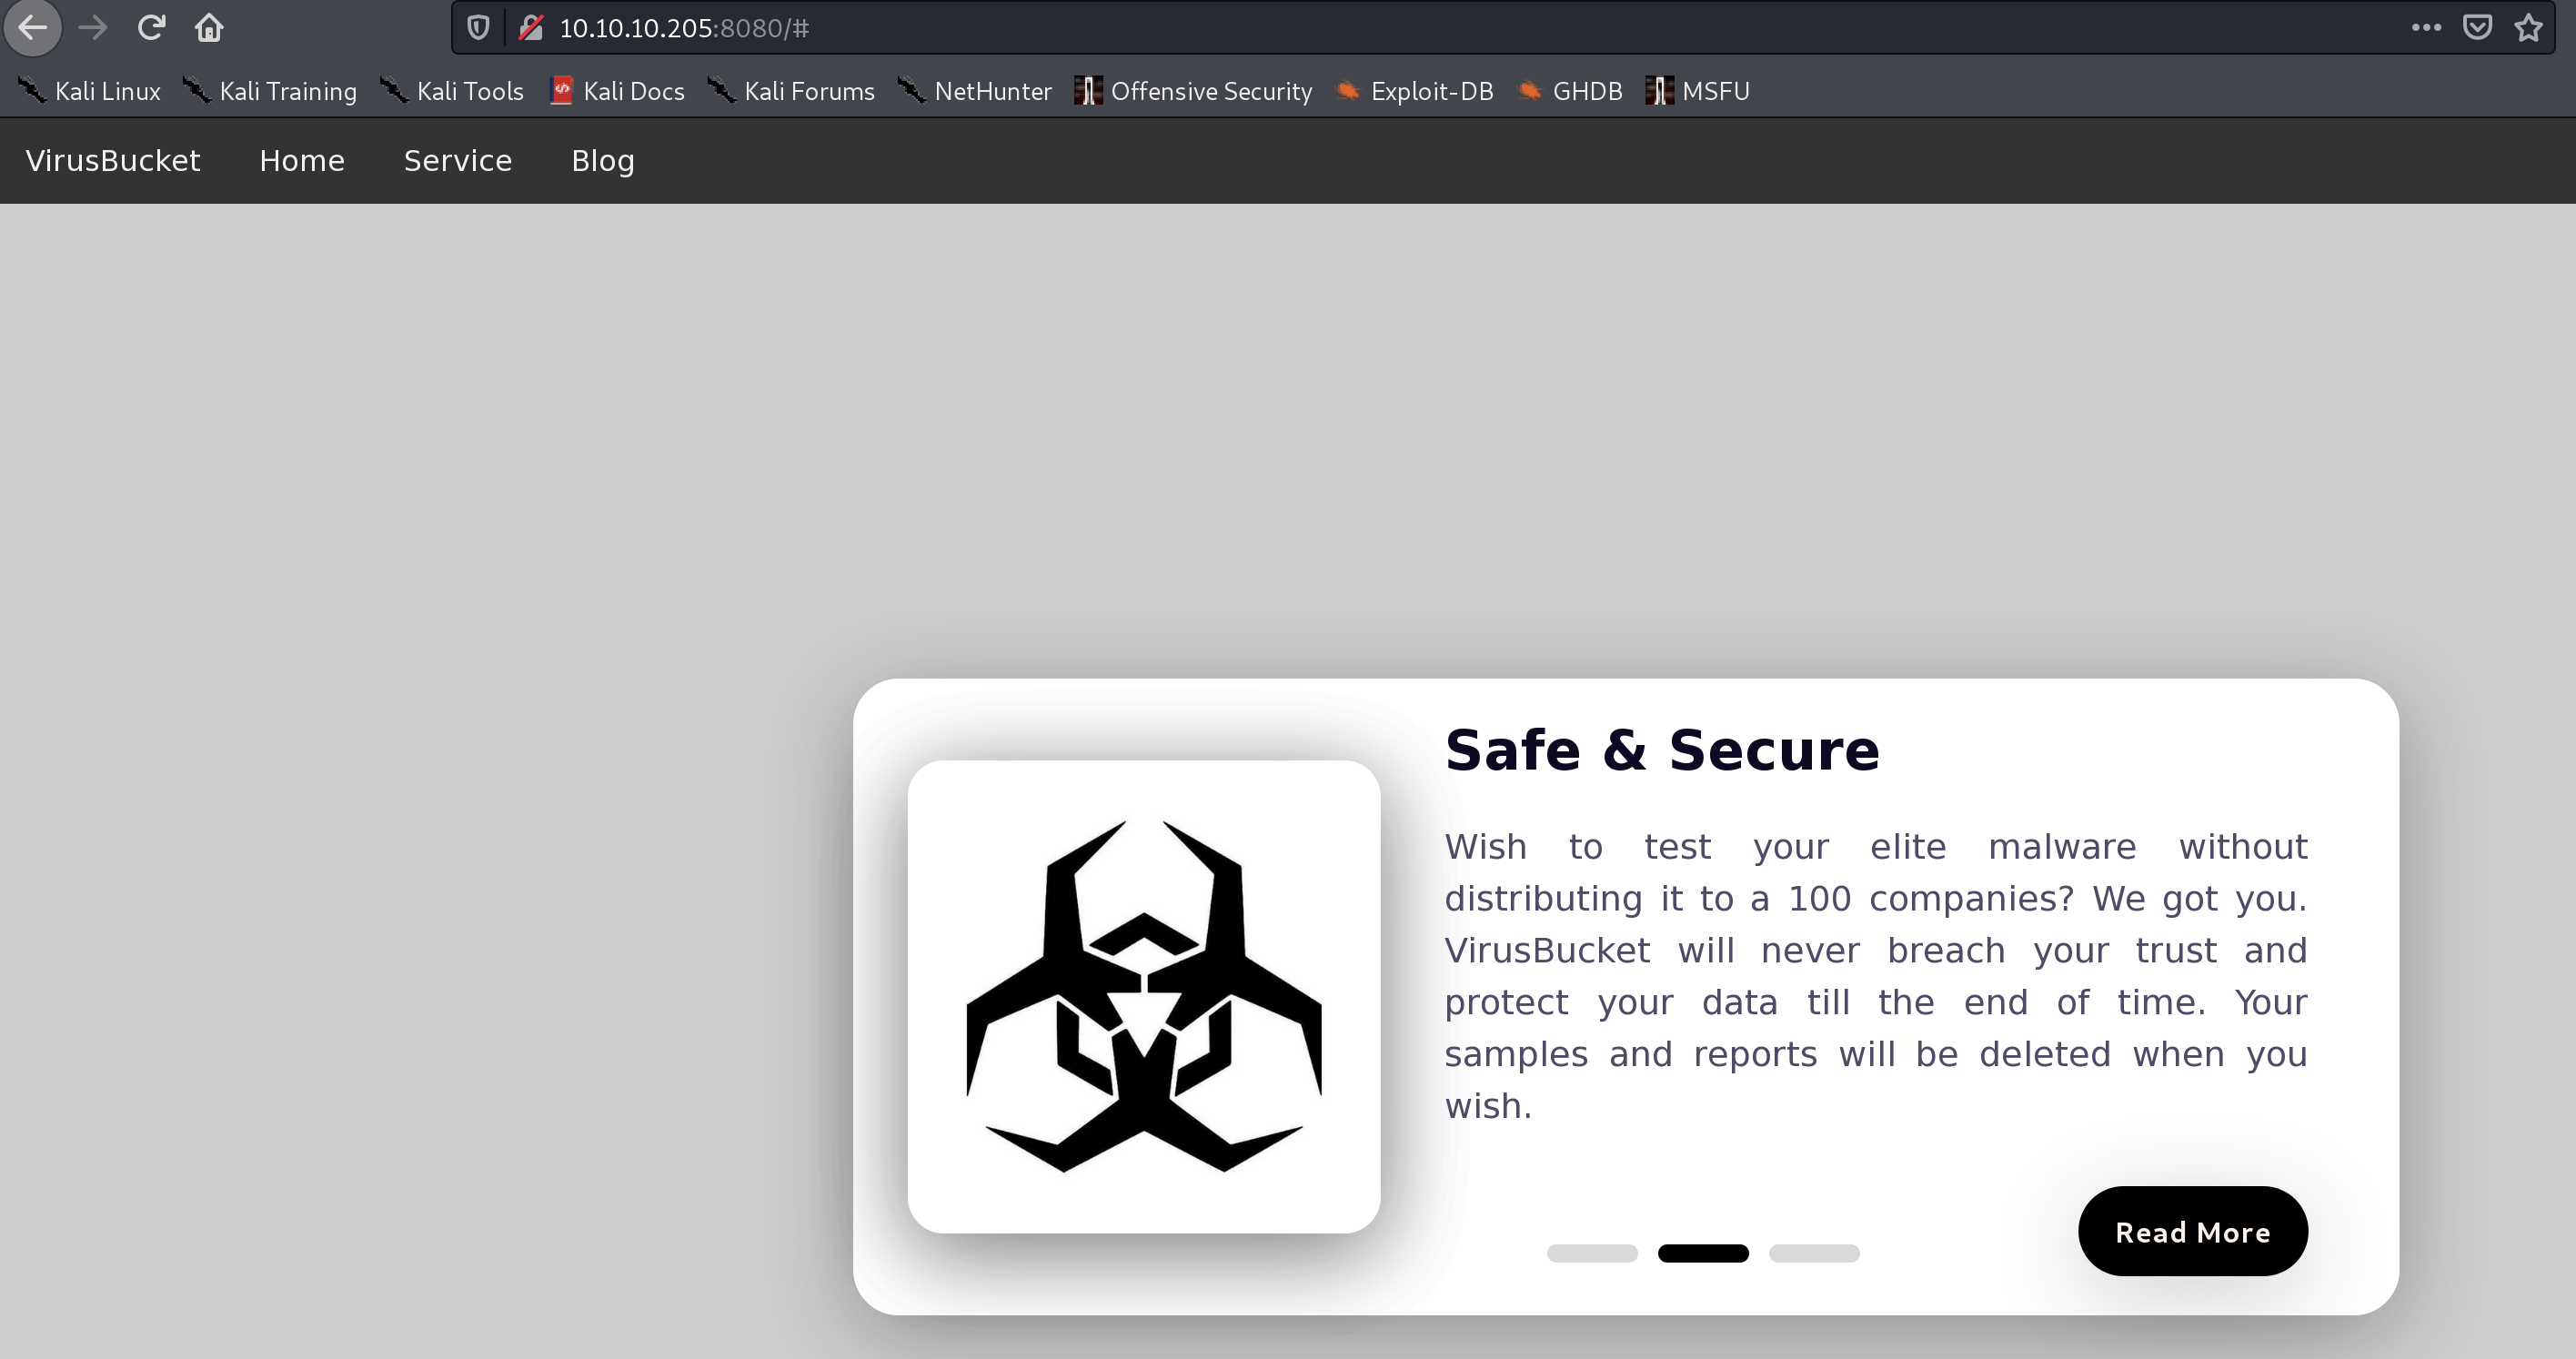 10.10.10.205:8080/#
Kali Linux Kali Training Kali Tools Kali Docs Kali Forums NetHunter Offensive Security Exploit-DB GHDB MSFU
VirusBucket Home Service Blog
Safe & Secure
Wish to test your elite malware without
distributing it to a 100 companies? We got you.
VirusBucket will never breach your trust and
protect your data till the end of time. Your
samples and reports will be deleted when you
wish.
Read More